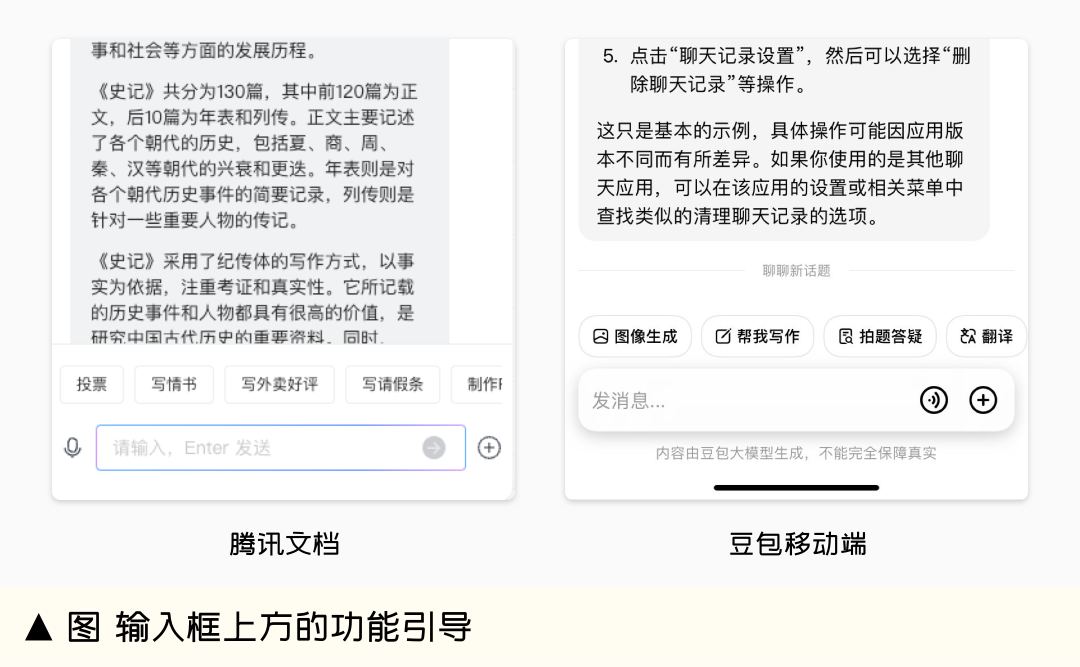 事和社会等方面的发展历程。
《史记》共分为130篇，其中前120篇为正
文，后10篇为年表和列传。正文主要记述
了各个朝代的历史，包括夏、商、周、
秦、汉等朝代的兴衰和更迭。年表则是对
各个朝代历史事件的简要记录，列传则是
针对一些重要人物的传记。
《史记》采用了纪传体的写作方式，以事
实为依据，注重考证和真实性。它所记载
的历史事件和人物都具有很高的价值，是
研究中国古代历史的重要资料。同时，
投票 写情书 写外卖好评 写请假条 制作
请输入，Enter 发送
腾讯文档
5. 点击“聊天记录设置”，然后可以选择“删
除聊天记录”等操作。
这只是基本的示例，具体操作可能因应用版
本不同而有所差异。如果你使用的是其他聊
天应用，可以在该应用的设置或相关菜单中
查找类似的清理聊天记录的选项。
聊聊新话题
图像生成 帮我写作 拍题答疑 翻译
发消息...
内容由豆包大模型生成，不能完全保障真实
豆包移动端
▲ 图 输入框上方的功能引导